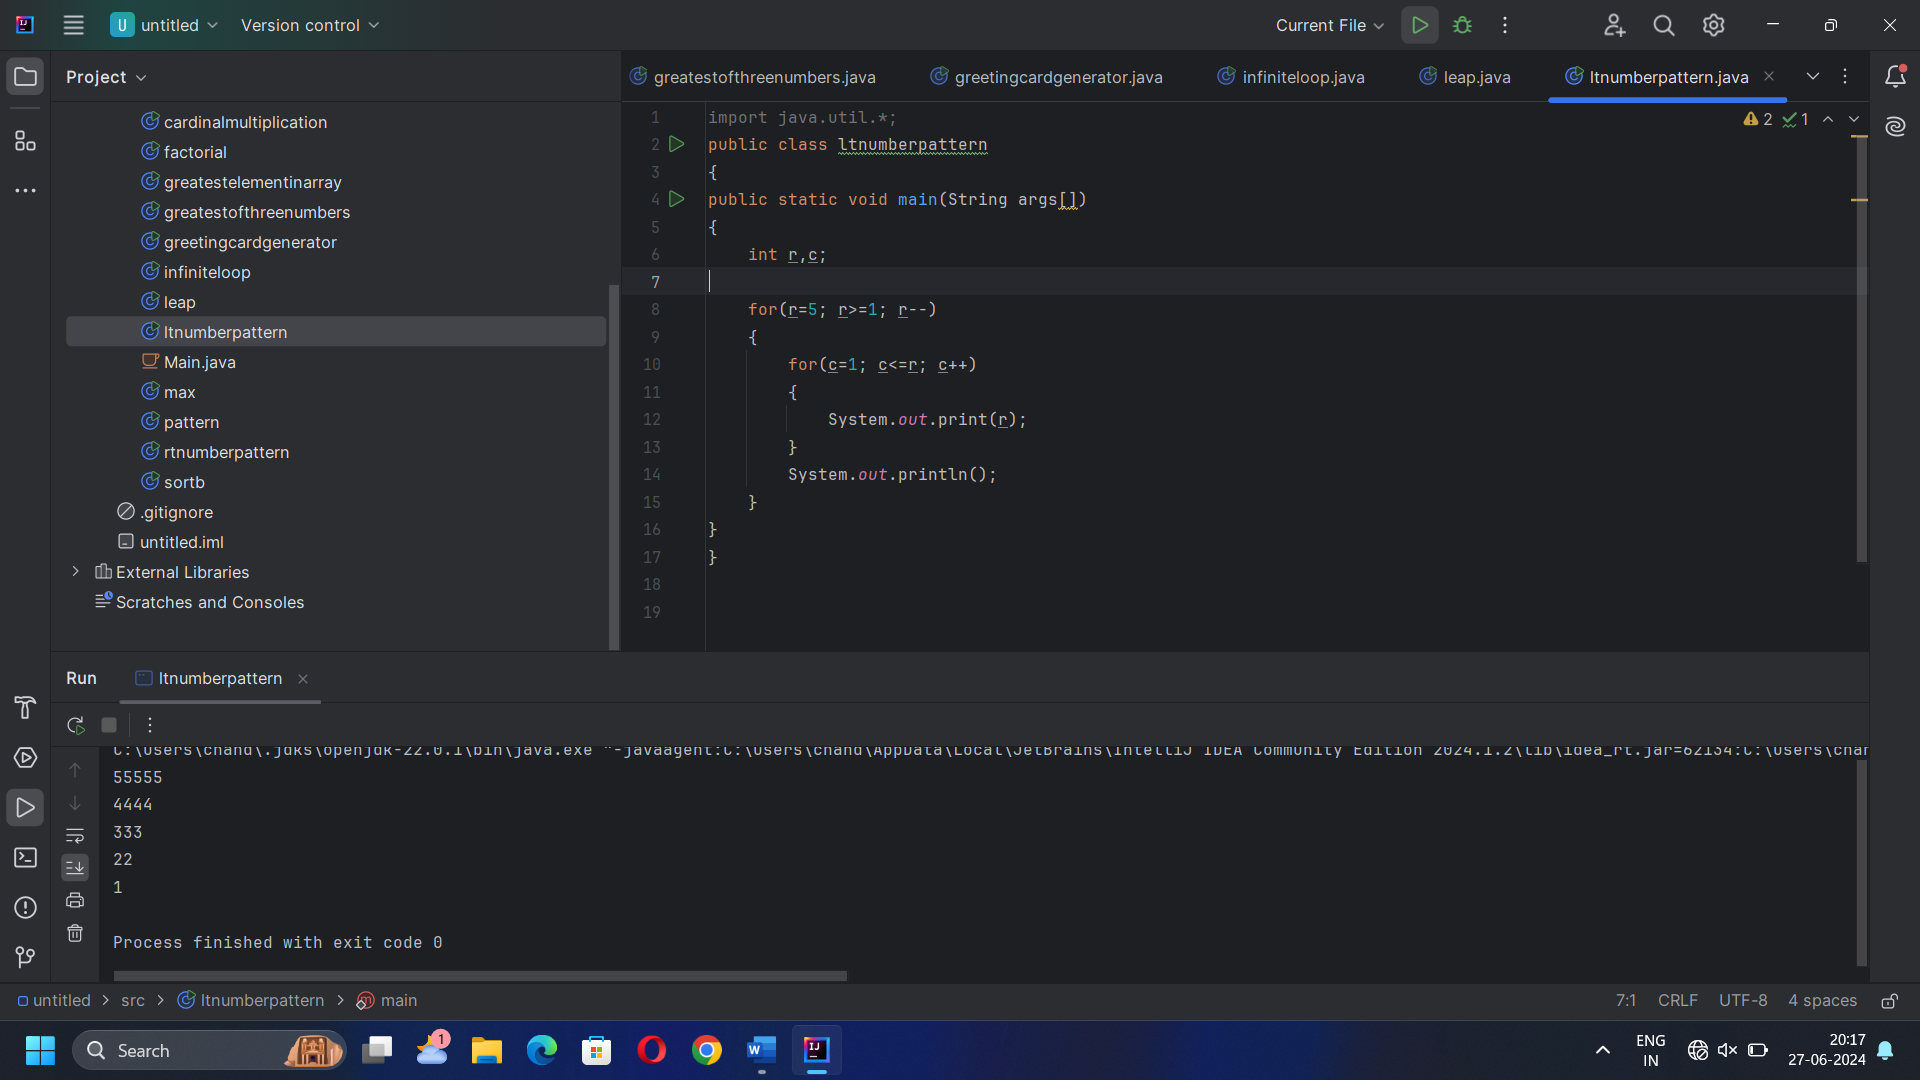 U untitled Version control Current File
Project
greatestofthreenumbers.java greetingcardgenerator.java infiniteloop.java leap.java ltnumberpattern.java
cardinalmultiplication
factorial
greatestelementinarray
greatestofthreenumbers
greetingcardgenerator
infiniteloop
leap
ltnumberpattern
Main.java
max
pattern
rtnumberpattern
sortb
.gitignore
untitled.iml
External Libraries
Scratches and Consoles
2 1
1 import java.util.*;
2 public class ltnumberpattern
3 {
4 public static void main(String args[])
5 {
6 int r,c;
7
8 for(r=5; r>=1; r--)
9 {
10 for(c=1; c<=r; c++)
11 {
12 System.out.print(r);
13 }
14 System.out.println();
15 }
16 }
17 }
18
19
Run ltnumberpattern
C:\Users\chand\.jdks\openjdk-22.0.1\bin\java.exe "-javaagent:C:\Users\chand\AppData\Local\JetBrains\IntelliJ IDEA Community Edition 2024.1.2\lib\idea_rt.jar=62134:C:\Users\chan
55555
4444
333
22
1
Process finished with exit code 0
untitled > src > ltnumberpattern > main 7:1 CRLF UTF-8 4 spaces
Search 1 ENG 20:17
IN 27-06-2024